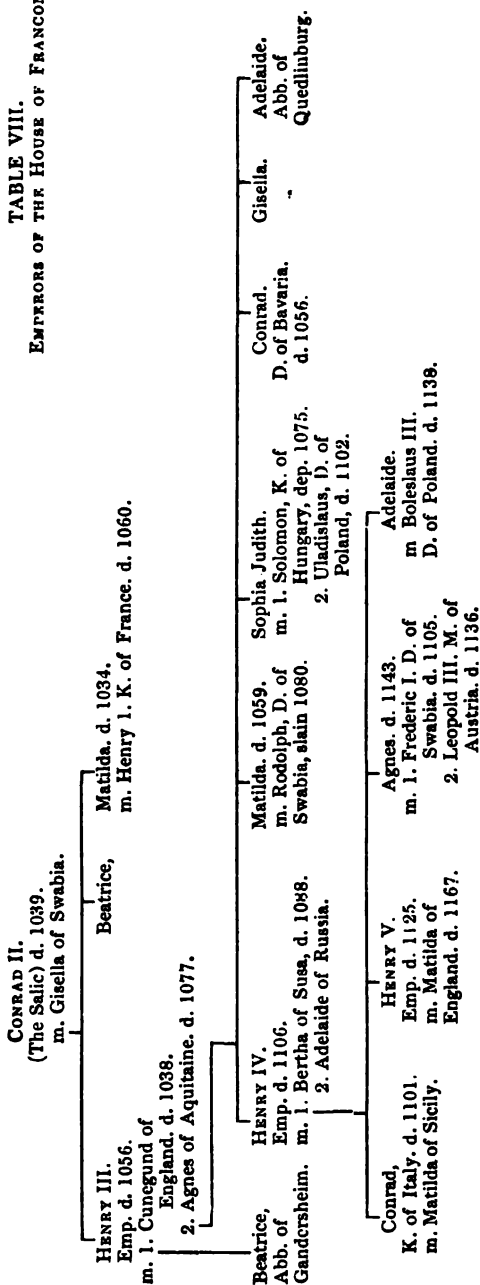 TABLE VIII.
EMPERORS OF THE HOUSE OF FRANCON
CONRAD II.
(The Salic) d. 1039.
m. Gisella of Swabia.
HENRY III.
Emp. d. 1056.
m. 1. Cunegund of
England. d. 1038.
2. Agnes of Aquitaine. d. 1077.
Beatrice,
Matilda. d. 1034.
m. Henry 1. K. of France. d. 1060.
Beatrice,
Abb. of
Gandersheim.
HENRY IV.
Emp. d. 1106.
m. 1. Bertha of Susa, d. 1088.
2. Adelaide of Russia.
Matilda. d. 1059.
m. Rodolph, D. of
Swabia, slain 1080.
Sophia Judith.
m. 1. Solomon, K. of
Hungary, dep. 1075.
2. Uladislaus, D. of
Poland, d. 1102.
Conrad.
D. of Bavaria.
d. 1056.
Gisella.
Adelaide.
Abb. of
Quedlinburg.
Conrad,
K. of Italy. d. 1101.
m. Matilda of Sicily.
HENRY V.
Emp. d. 1125.
m. Matilda of
England. d. 1167.
Agnes. d. 1143.
m. 1. Frederic I. D. of
Swabia. d. 1105.
2. Leopold III. M. of
Austria. d. 1136.
Adelaide.
m Boleslaus III.
D. of Poland. d. 1138.